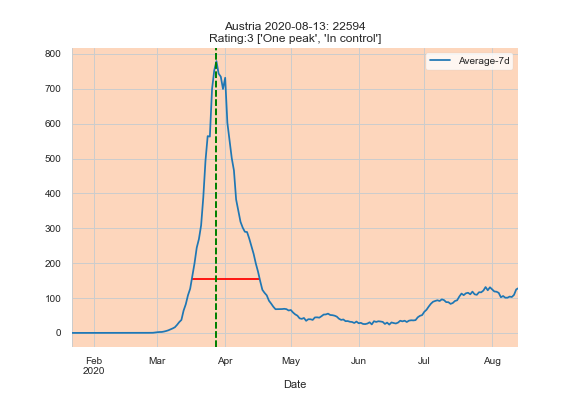 Austria 2020-08-13: 22594
Rating:3 ['One peak', 'In control']
Average-7d
800
700
600
500
400
300
200
100
0
Feb
2020
Mar
Apr
May
Jun
Jul
Aug
Date